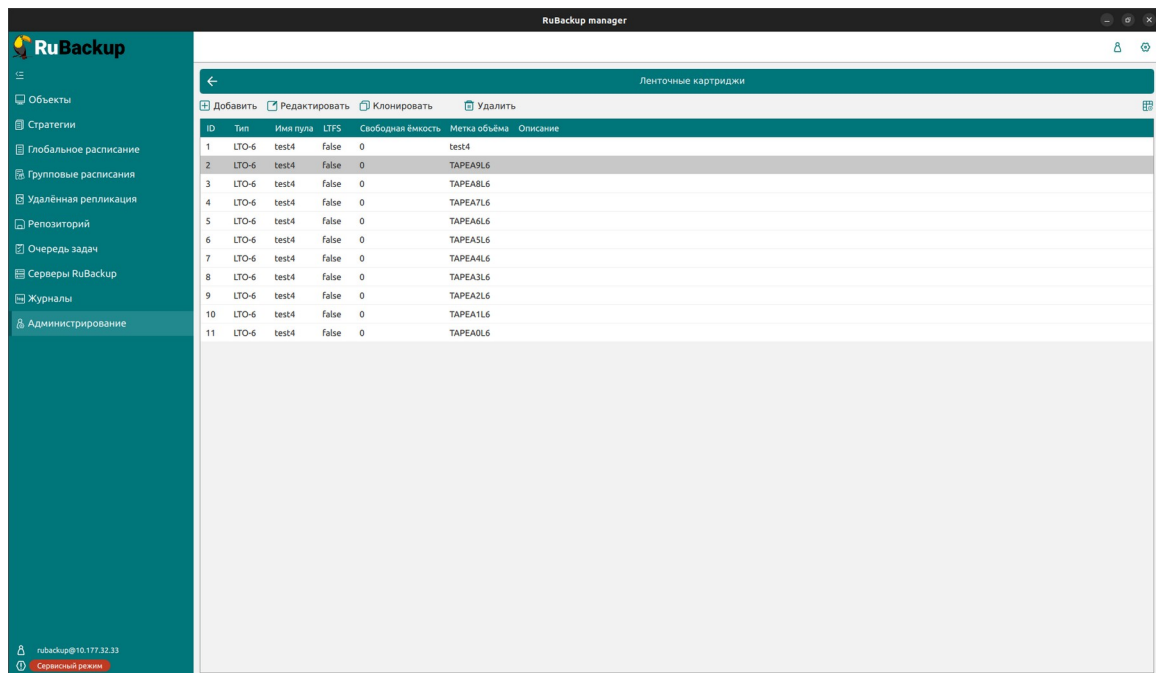 RuBackup manager
RuBackup
Объекты
Стратегии
Глобальное расписание
Групповые расписания
Удалённая репликация
Репозиторий
Очередь задач
Серверы RuBackup
Журналы
Администрирование
rubackup@10.177.32.33
Сервисный режим
Ленточные картриджи
Добавить Редактировать Клонировать Удалить
ID Тип Имя пула LTFS Свободная ёмкость Метка объёма Описание
1 LTO-6 test4 false 0 test4
2 LTO-6 test4 false 0 TAPEA9L6
3 LTO-6 test4 false 0 TAPEA8L6
4 LTO-6 test4 false 0 TAPEA7L6
5 LTO-6 test4 false 0 TAPEA6L6
6 LTO-6 test4 false 0 TAPEA5L6
7 LTO-6 test4 false 0 TAPEA4L6
8 LTO-6 test4 false 0 TAPEA3L6
9 LTO-6 test4 false 0 TAPEA2L6
10 LTO-6 test4 false 0 TAPEA1L6
11 LTO-6 test4 false 0 TAPEA0L6